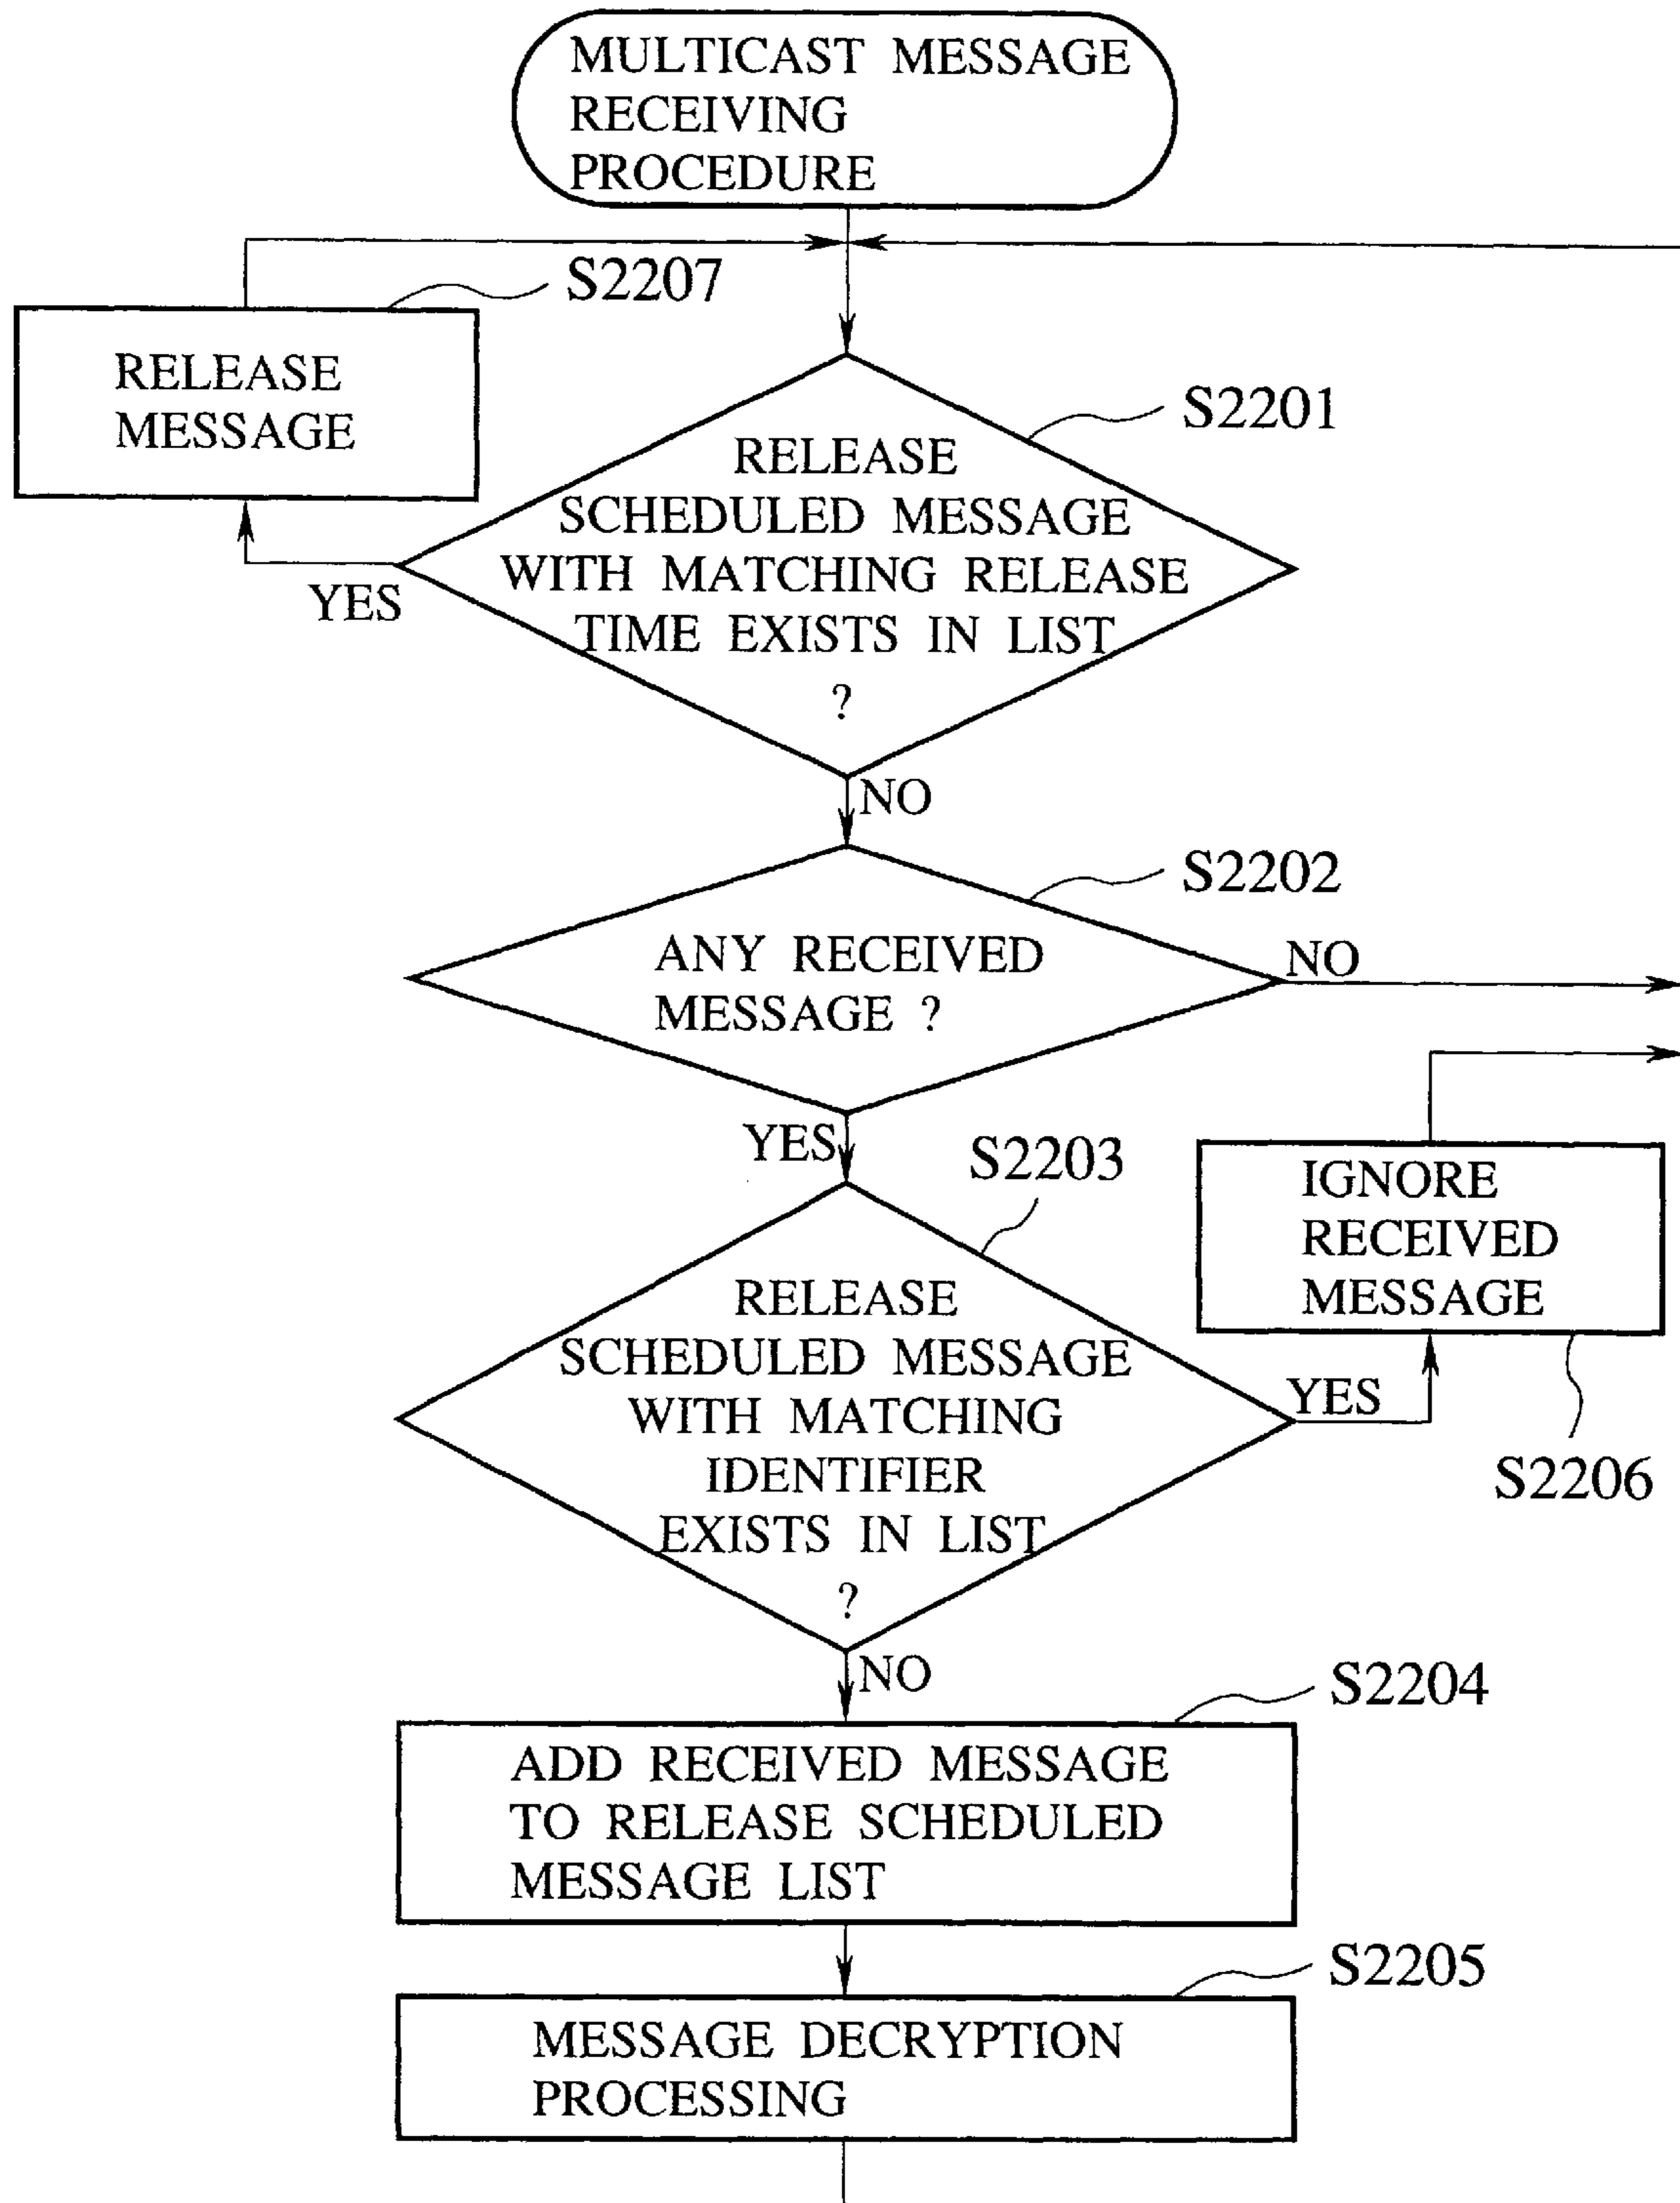 MULTICAST MESSAGE
RECEIVING
PROCEDURE
S2207
RELEASE
MESSAGE
S2201
RELEASE
SCHEDULED MESSAGE
WITH MATCHING RELEASE
TIME EXISTS IN LIST
?
YES
NO
S2202
ANY RECEIVED
MESSAGE ?
NO
YES
S2203
IGNORE
RECEIVED
MESSAGE
RELEASE
SCHEDULED MESSAGE
WITH MATCHING
IDENTIFIER
EXISTS IN LIST
?
YES
S2206
NO
S2204
ADD RECEIVED MESSAGE
TO RELEASE SCHEDULED
MESSAGE LIST
S2205
MESSAGE DECRYPTION
PROCESSING